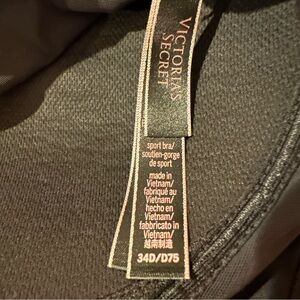 VICTORIA'S
SECRET
sport bra/
soutien-gorge
de sport
made in
Vietnam/
fabriqué au
Vietnam/
hecho en
Vietnam/
fabbricato in
Vietnam/
越南制造
34D/D75